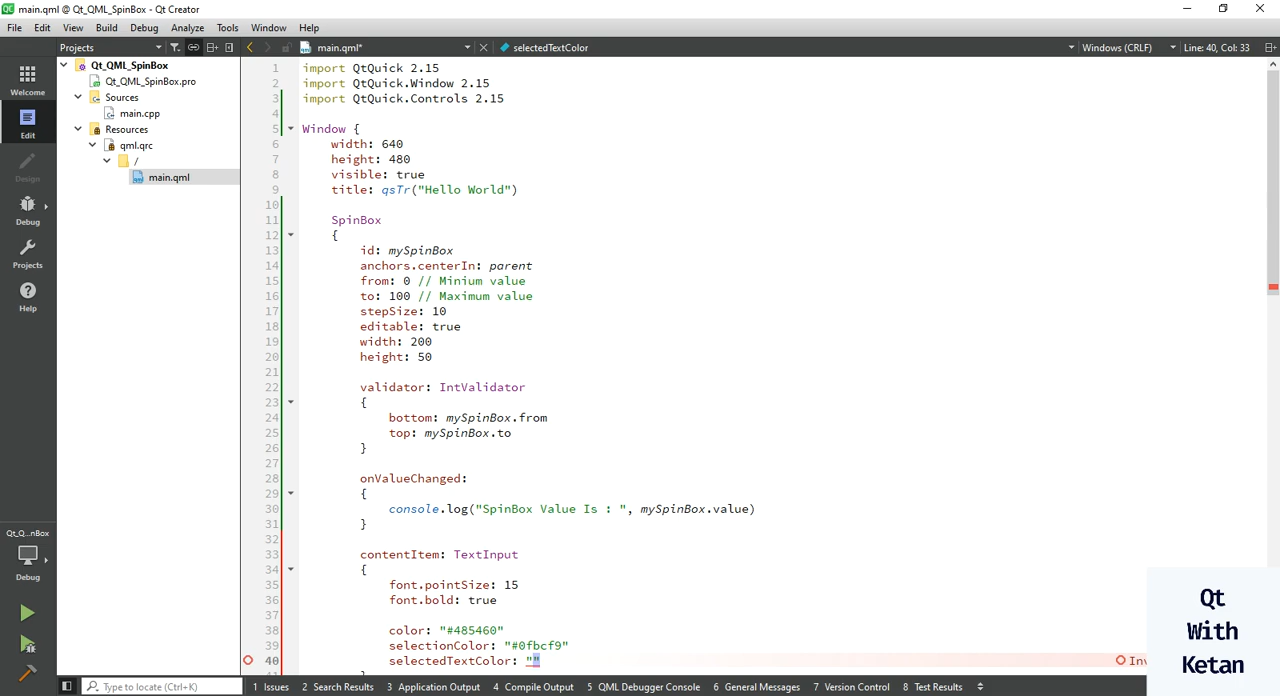 main.qml @ Qt_QML_SpinBox - Qt Creator
File Edit View Build Debug Analyze Tools Window Help
Projects main.qml* selectedTextColor Windows (CRLF) Line: 40, Col: 33
Welcome
Edit
Design
Debug
Projects
Help
Qt_Q...nBox
Debug
Qt_QML_SpinBox
Qt_QML_SpinBox.pro
Sources
main.cpp
Resources
qml.qrc
/
main.qml
1 import QtQuick 2.15
2 import QtQuick.Window 2.15
3 import QtQuick.Controls 2.15
4
5 Window {
6 width: 640
7 height: 480
8 visible: true
9 title: qsTr("Hello World")
10
11 SpinBox
12 {
13 id: mySpinBox
14 anchors.centerIn: parent
15 from: 0 // Minium value
16 to: 100 // Maximum value
17 stepSize: 10
18 editable: true
19 width: 200
20 height: 50
21
22 validator: IntValidator
23 {
24 bottom: mySpinBox.from
25 top: mySpinBox.to
26 }
27
28 onValueChanged:
29 {
30 console.log("SpinBox Value Is : ", mySpinBox.value)
31 }
32
33 contentItem: TextInput
34 {
35 font.pointSize: 15
36 font.bold: true
37
38 color: "#485460"
39 selectionColor: "#0fbcf9"
40 selectedTextColor: "" Inv
Qt
With
Ketan
Type to locate (Ctrl+K) 1 Issues 2 Search Results 3 Application Output 4 Compile Output 5 QML Debugger Console 6 General Messages 7 Version Control 8 Test Results